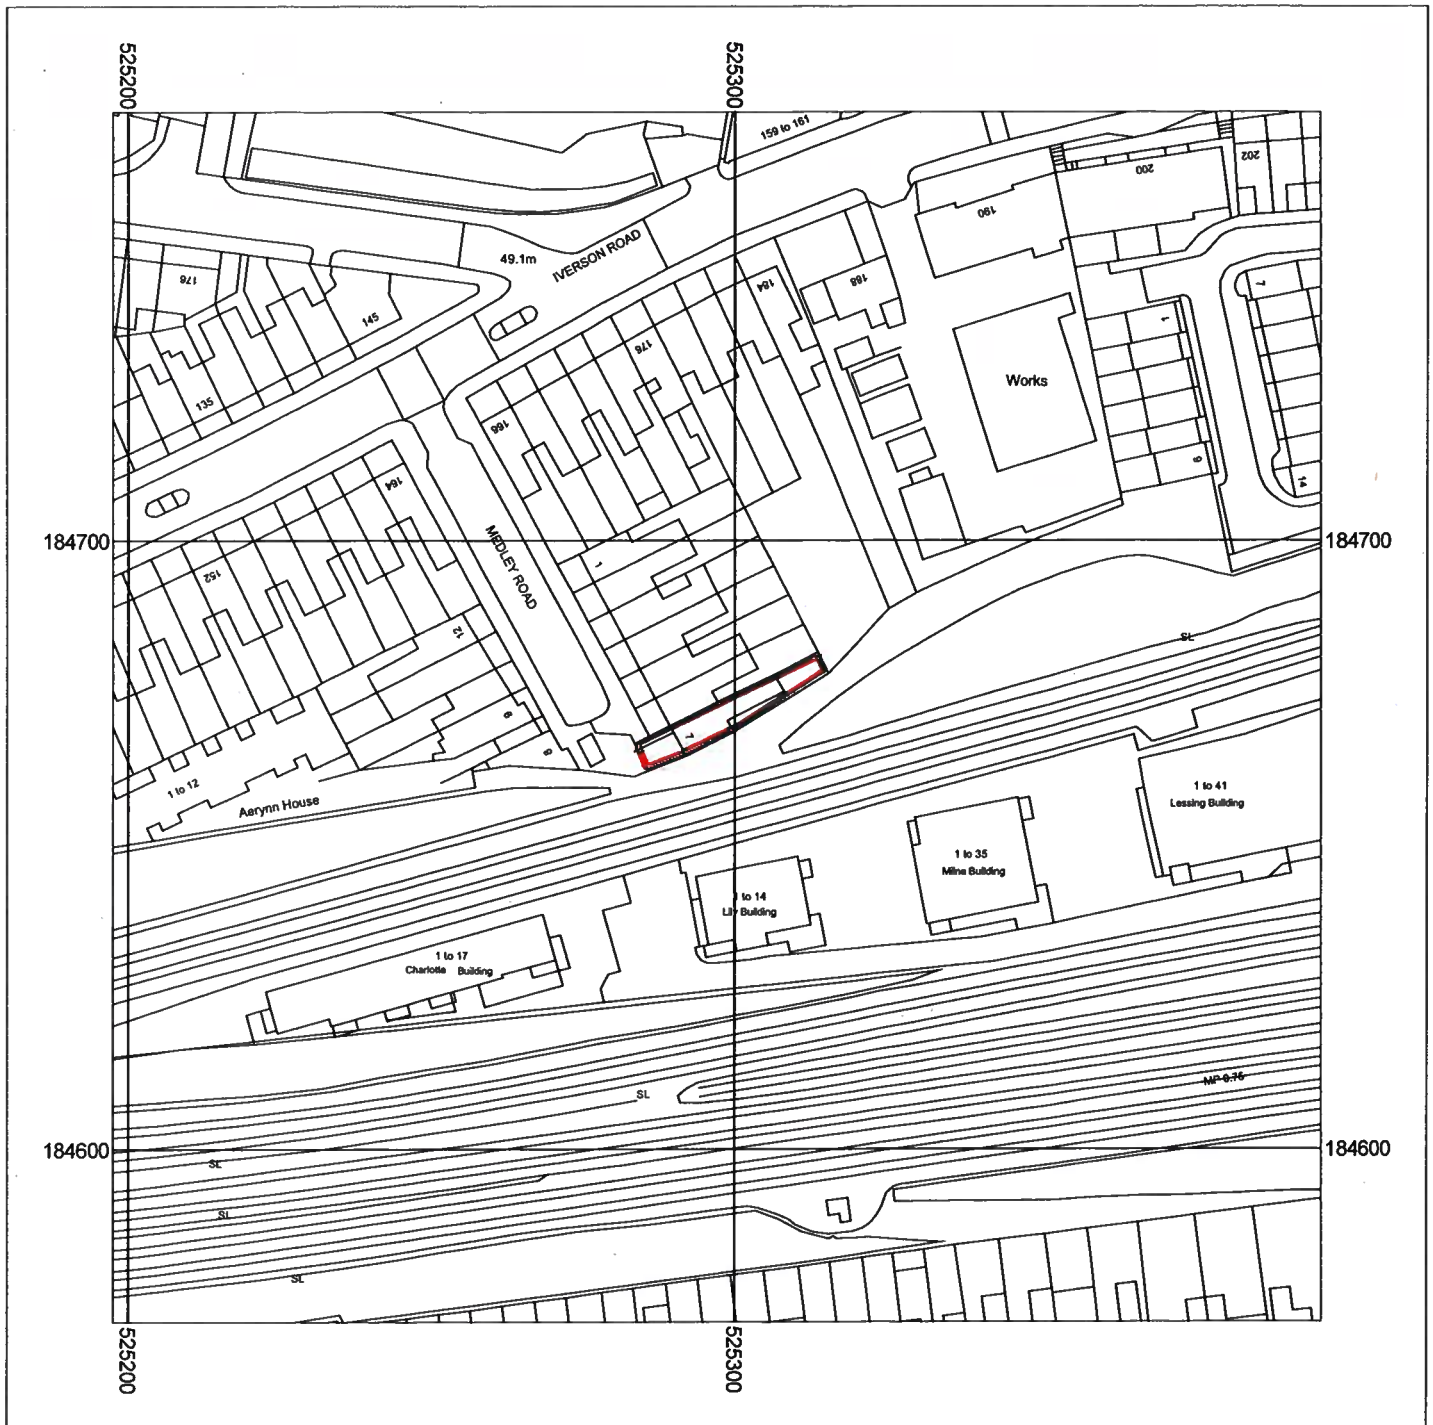 525200
525300
159 to 161
200
202
190
176
49.1m
IVERSON ROAD
184
188
7
145
1
176
Works
135
166
9
14
164
184700
184700
MEDLEY ROAD
1
152
12
SL
6
7
8
1 to 12
Aerynn House
1 to 41
Lessing Building
1 to 35
Milne Building
1 to 14
Lily Building
1 to 17
Charlotte Building
MP 0.75
SL
184600
184600
SL
SL
SL
525200
525300